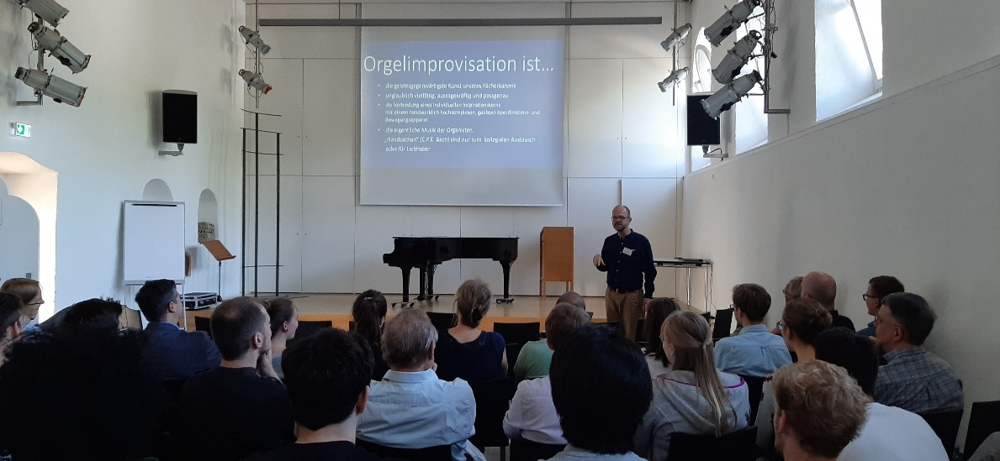 Orgelimprovisation ist...
• die geistesgegenwärtigste Kunst unseres Fächerkanons
• unglaublich vielfältig, aussagekräftig und passgenau
• die Verbindung eines individuellen Inspirationskerns
mit einem handwerklich hochkomplexen, geübten Koordinations- und
Bewegungsapparat
• die eigentliche Musik der Organisten,
„Handsachen“ (C.P.E. Bach) sind nur zum kollegialen Austausch
oder für Liebhaber